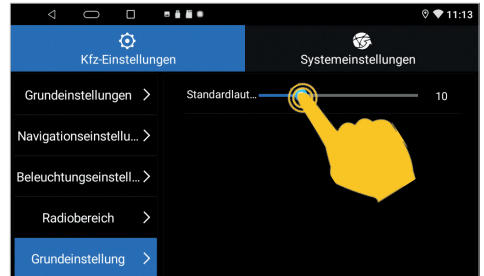 11:13
Kfz-Einstellungen
Systemeinstellungen
Grundeinstellungen
Standardlaut...
10
Navigationseinstellu...
Beleuchtungseinstell...
Radiobereich
Grundeinstellung